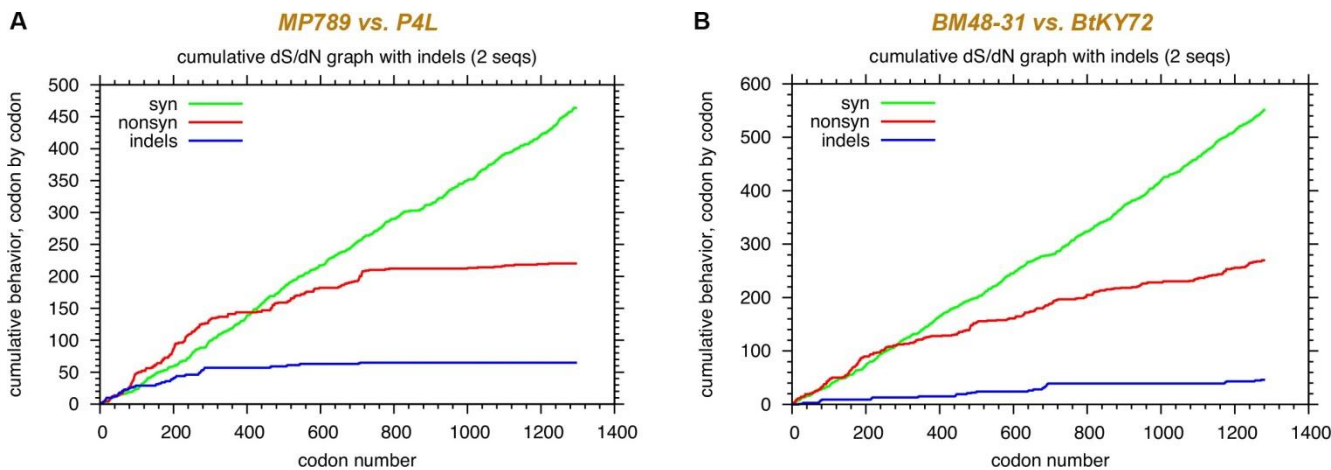 A
MP789 vs. P4L
cumulative dS/dN graph with indels (2 seqs)
cumulative behavior, codon by codon
500
450
400
350
300
250
200
150
100
50
0
syn
nonsyn
indels
0 200 400 600 800 1000 1200 1400
codon number
B
BM48-31 vs. BtKY72
cumulative dS/dN graph with indels (2 seqs)
cumulative behavior, codon by codon
600
500
400
300
200
100
0
syn
nonsyn
indels
0 200 400 600 800 1000 1200 1400
codon number